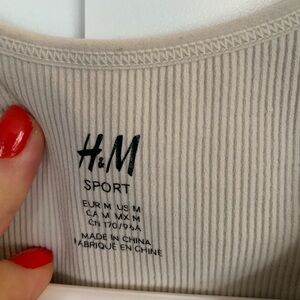 H&M
SPORT
EUR M US M
CA M MX M
CN 170/96A
MADE IN CHINA
FABRIQUÉ EN CHINE